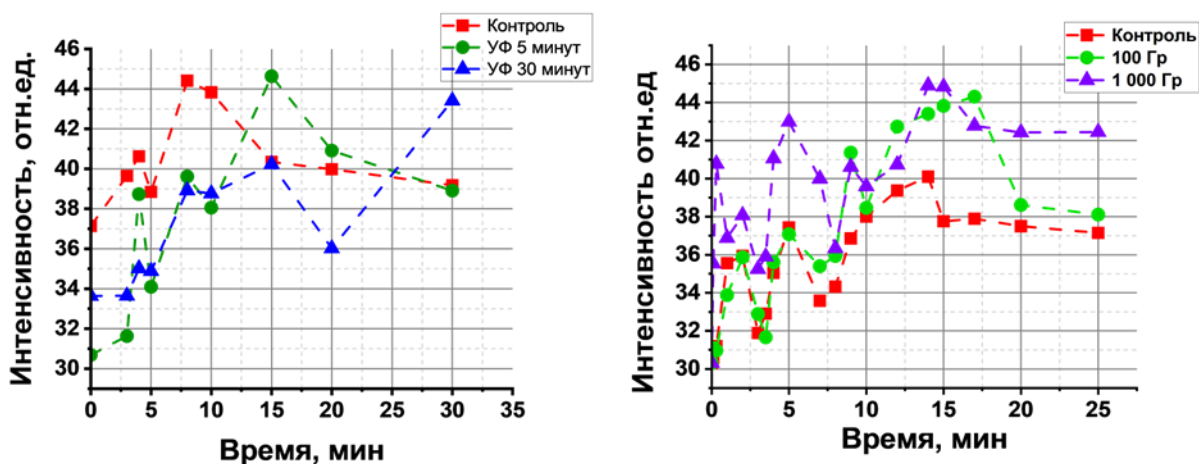 Контроль
УФ 5 минут
УФ 30 минут
Интенсивность, отн.ед.
46
44
42
40
38
36
34
32
30
0 5 10 15 20 25 30 35
Время, мин
Контроль
100 Гр
1 000 Гр
Интенсивность отн.ед
46
44
42
40
38
36
34
32
30
0 5 10 15 20 25
Время, мин